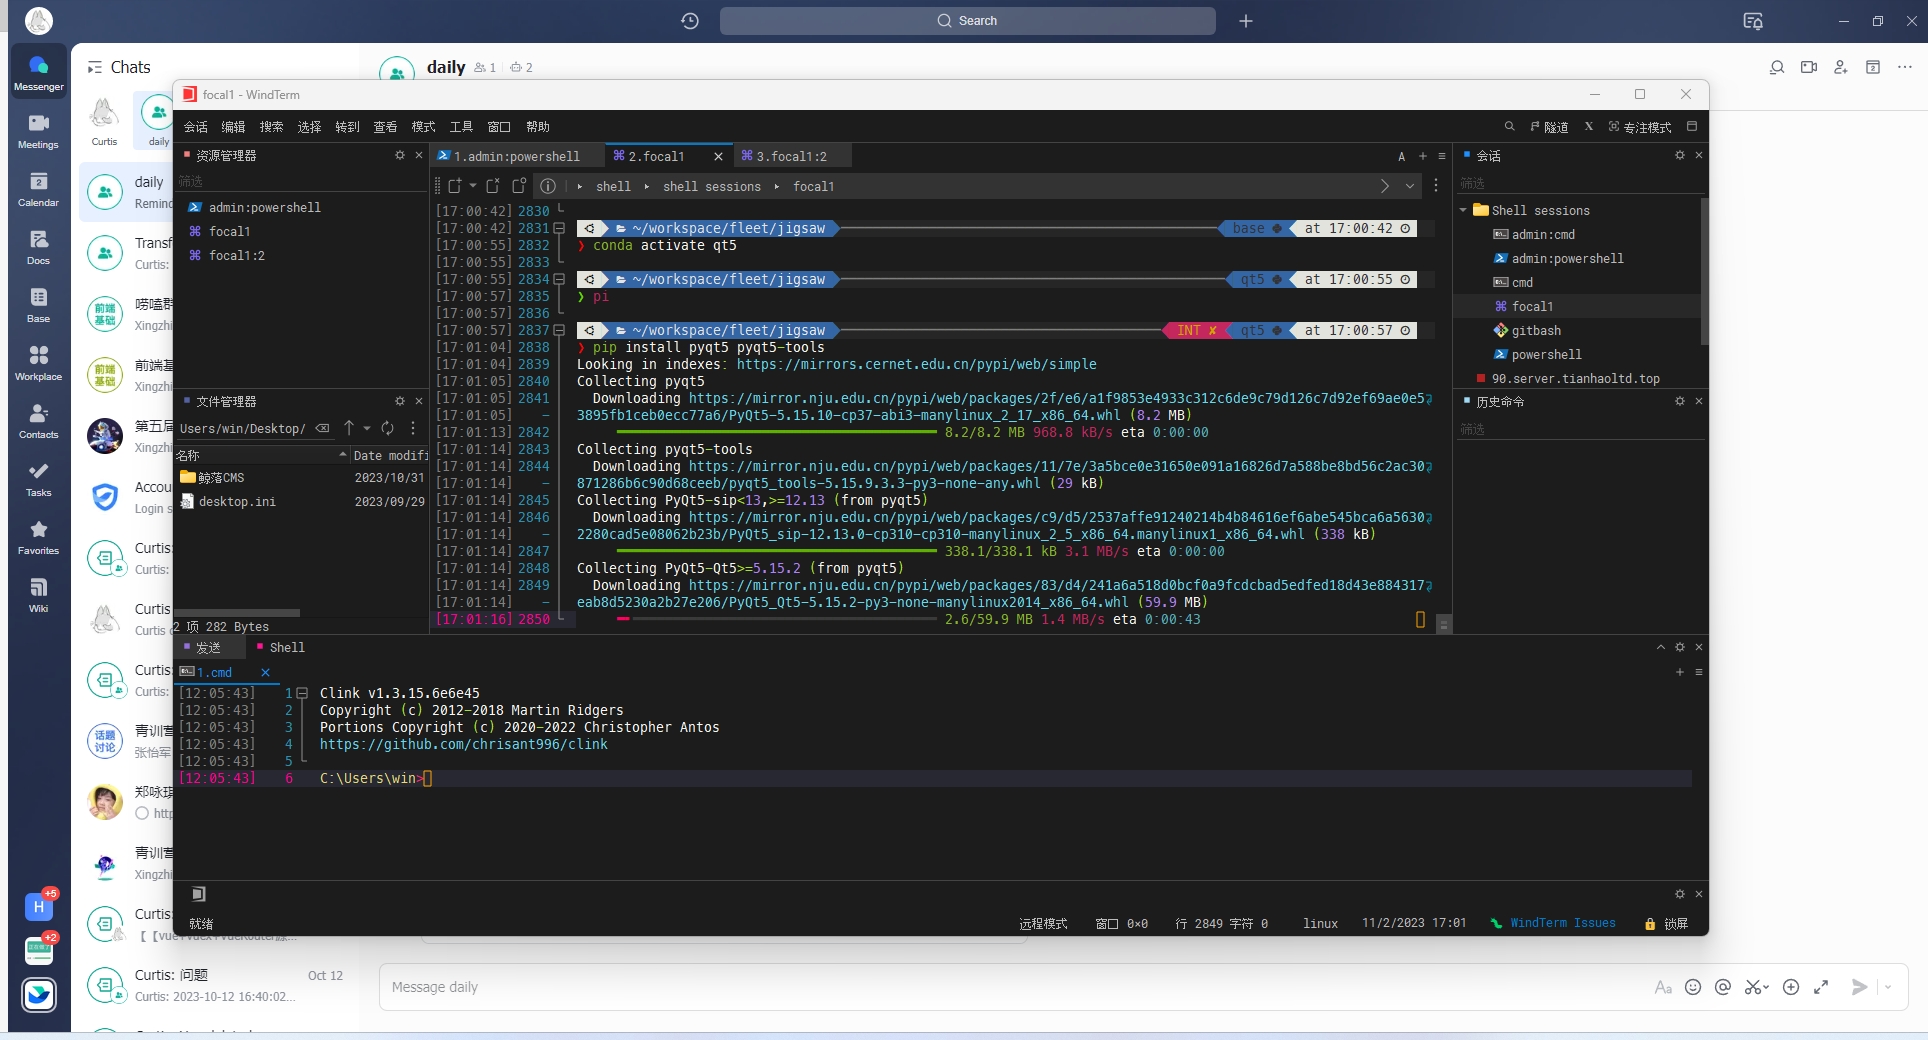 Search
Messenger
Meetings
Calendar
Docs
Base
Workplace
Contacts
Tasks
Favorites
Wiki
H
+5
+2
Chats
Curtis
daily
daily
Remind
Transf
Curtis:
前端
基础
唠嗑群
Xingzhi
前端
基础
前端基
Xingzhi
第五届
Xingzhi
Accou
Login s
Curtis:
Curtis:
Curtis
Curtis c
Curtis:
Curtis:
话题
讨论
青训营
张怡军
郑咏琪
http
青训营
Xingzhi
Curtis:
【【vue+vuex+vueRouter源...
Curtis: 问题
Oct 12
Curtis: 2023-10-12 16:40:02...
daily 1 2
Message daily
focal1 - WindTerm
会话 编辑 搜索 选择 转到 查看 模式 工具 窗口 帮助
隧道 X 专注模式
资源管理器
筛选
admin:powershell
focal1
focal1:2
文件管理器
Users/win/Desktop/
名称 Date modifi
鲸落CMS 2023/10/31
desktop.ini 2023/09/29
2 项 282 Bytes
1.admin:powershell 2.focal1 3.focal1:2 A
shell shell sessions focal1
[17:00:42] 2830
[17:00:42] 2831 ~/workspace/fleet/jigsaw base at 17:00:42
[17:00:55] 2832 ❯ conda activate qt5
[17:00:55] 2833
[17:00:55] 2834 ~/workspace/fleet/jigsaw qt5 at 17:00:55
[17:00:57] 2835 ❯ pi
[17:00:57] 2836
[17:00:57] 2837 ~/workspace/fleet/jigsaw INT ✘ qt5 at 17:00:57
[17:01:04] 2838 ❯ pip install pyqt5 pyqt5-tools
[17:01:04] 2839 Looking in indexes: https://mirrors.cernet.edu.cn/pypi/web/simple
[17:01:05] 2840 Collecting pyqt5
[17:01:05] 2841 Downloading https://mirror.nju.edu.cn/pypi/web/packages/2f/e6/a1f9853e4933c312c6de9c79d126c7d92ef69ae0e5
[17:01:05] - 3895fb1ceb0ecc77a6/PyQt5-5.15.10-cp37-abi3-manylinux_2_17_x86_64.whl (8.2 MB)
[17:01:13] 2842 8.2/8.2 MB 968.8 kB/s eta 0:00:00
[17:01:14] 2843 Collecting pyqt5-tools
[17:01:14] 2844 Downloading https://mirror.nju.edu.cn/pypi/web/packages/11/7e/3a5bce0e31650e091a16826d7a588be8bd56c2ac30
[17:01:14] - 871286b6c90d68ceeb/pyqt5_tools-5.15.9.3.3-py3-none-any.whl (29 kB)
[17:01:14] 2845 Collecting PyQt5-sip<13,>=12.13 (from pyqt5)
[17:01:14] 2846 Downloading https://mirror.nju.edu.cn/pypi/web/packages/c9/d5/2537affe91240214b4b84616ef6abe545bca6a5630
[17:01:14] - 2280cad5e08062b23b/PyQt5_sip-12.13.0-cp310-cp310-manylinux_2_5_x86_64.manylinux1_x86_64.whl (338 kB)
[17:01:14] 2847 338.1/338.1 kB 3.1 MB/s eta 0:00:00
[17:01:14] 2848 Collecting PyQt5-Qt5>=5.15.2 (from pyqt5)
[17:01:14] 2849 Downloading https://mirror.nju.edu.cn/pypi/web/packages/83/d4/241a6a518d0bcf0a9fcdcbad5edfed18d43e884317
[17:01:14] - eab8d5230a2b27e206/PyQt5_Qt5-5.15.2-py3-none-manylinux2014_x86_64.whl (59.9 MB)
[17:01:16] 2850 2.6/59.9 MB 1.4 MB/s eta 0:00:43
会话
筛选
Shell sessions
admin:cmd
admin:powershell
cmd
focal1
gitbash
powershell
90.server.tianhaoltd.top
历史命令
筛选
发送 Shell
1.cmd
[12:05:43] 1 Clink v1.3.15.6e6e45
[12:05:43] 2 Copyright (c) 2012-2018 Martin Ridgers
[12:05:43] 3 Portions Copyright (c) 2020-2022 Christopher Antos
[12:05:43] 4 https://github.com/chrisant996/clink
[12:05:43] 5
[12:05:43] 6 C:\Users\win>
就绪
远程模式 窗口 0×0 行 2849 字符 0 linux 11/2/2023 17:01 WindTerm Issues 锁屏